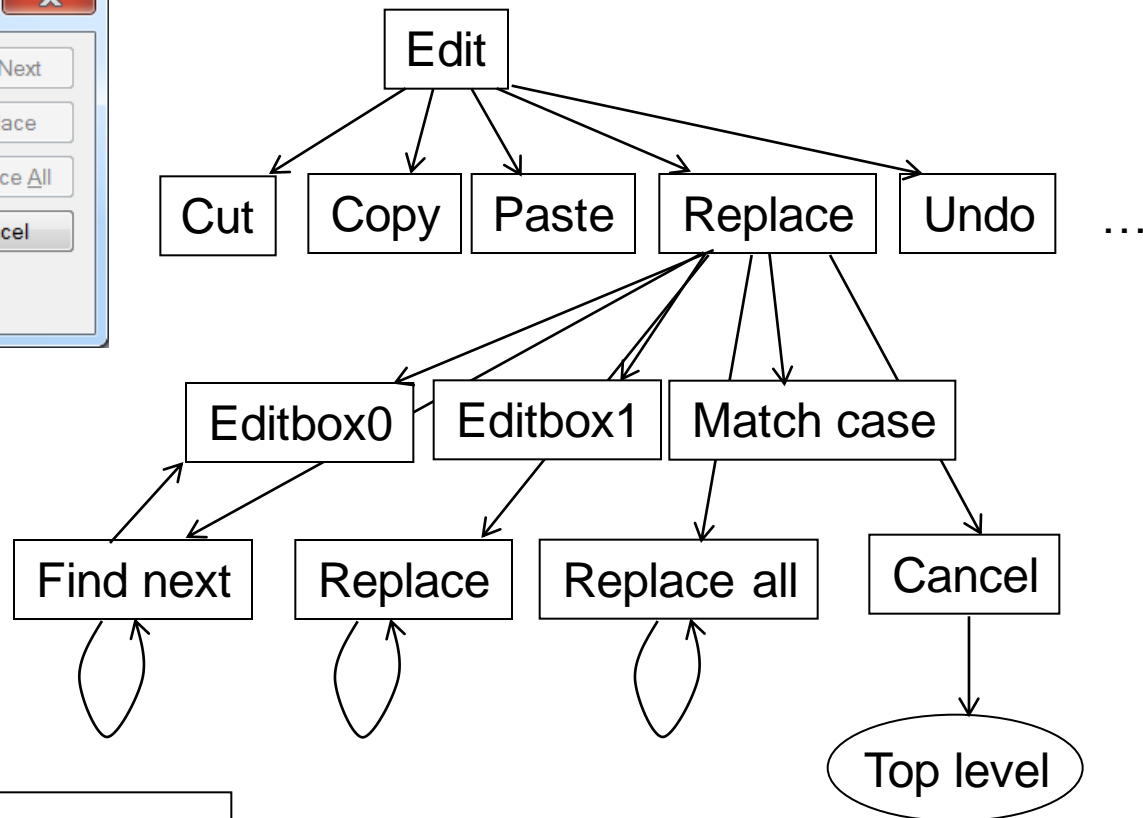 Next
ace
ce All
cel
Edit
Cut
Copy
Paste
Replace
Undo
...
Editbox0
Editbox1
Match case
Find next
Replace
Replace all
Cancel
Top level